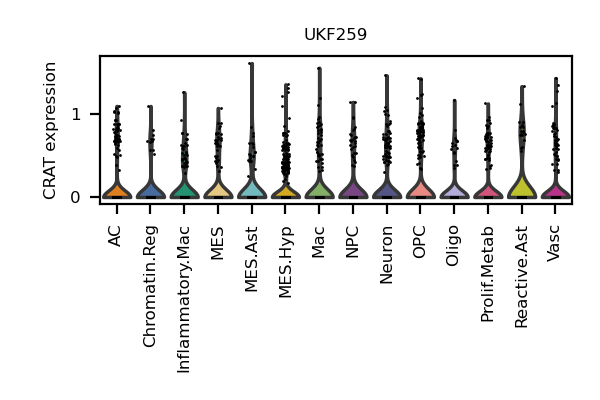 UKF259
CRAT expression
1
0
AC
Chromatin.Reg
Inflammatory.Mac
MES
MES.Ast
MES.Hyp
Mac
NPC
Neuron
OPC
Oligo
Prolif.Metab
Reactive.Ast
Vasc